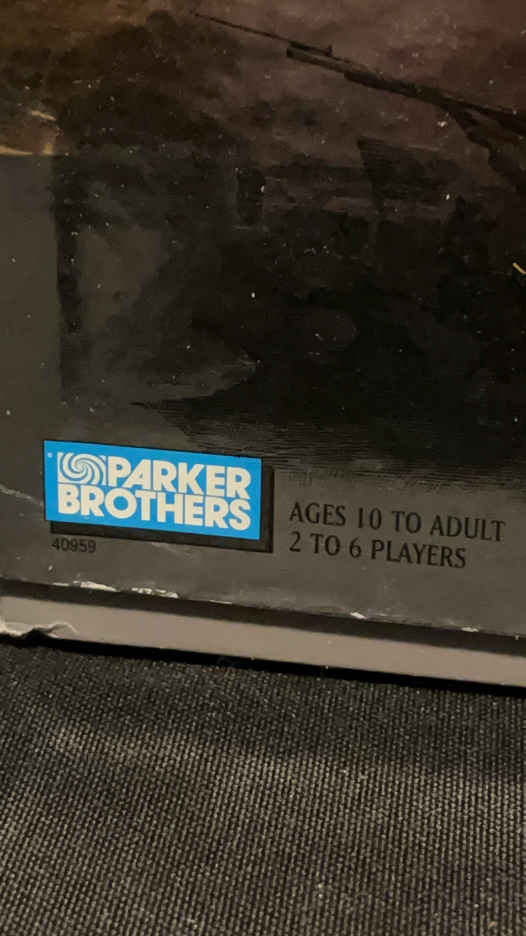 PARKER
BROTHERS
40959
AGES 10 TO ADULT
2 TO 6 PLAYERS